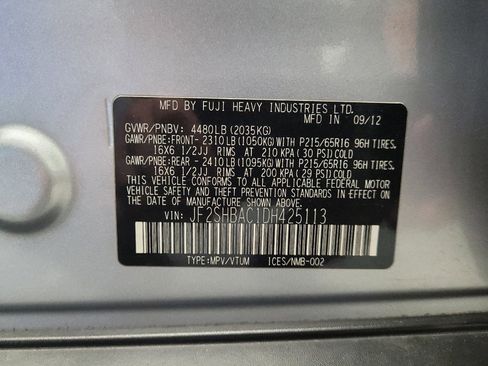 MFD BY FUJI HEAVY INDUSTRIES LTD.
09/12
GVWR/PNBV: 4480LB(2035KG)
GAWR/PNBE:FRONT-2310LB(1050KG)WITH P215/65R16 96H TIRES,
16X6 1/2JJ RIMS AT 210 KPA(30 PSI)COLD
GAWR/PNBE:REAR -2410LB(1095KG)WITH P215/65R16 96H TIRES,
16X6 1/2JJ RIMS AT 200 KPA(29 PSI)COLD
THIS VEHICLE CONFORMS TO ALL APPLICABLE FEDERAL MOTOR
VEHICLE SAFETY AND THEFT PREVENTION STANDARDS IN EFFECT
ON THE DATE OF MANUFACTURE SHOWN ABOVE.
VIN: JF2SHBAC1DH425113
TYPE:MPV/VTUM ICES/NMB-002